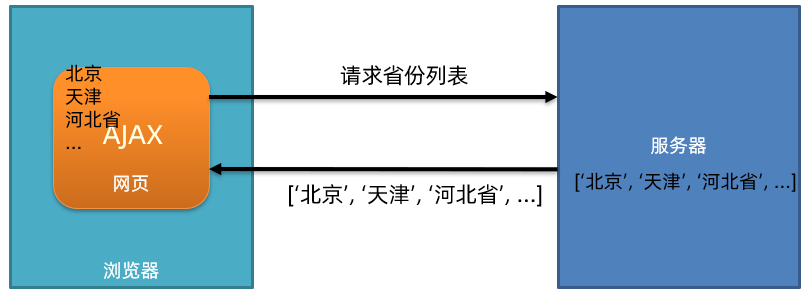 北京
天津
河北省
...
AJAX
网页
浏览器
请求省份列表
['北京', '天津', '河北省', ...]
服务器
['北京', '天津', '河北省', ...]